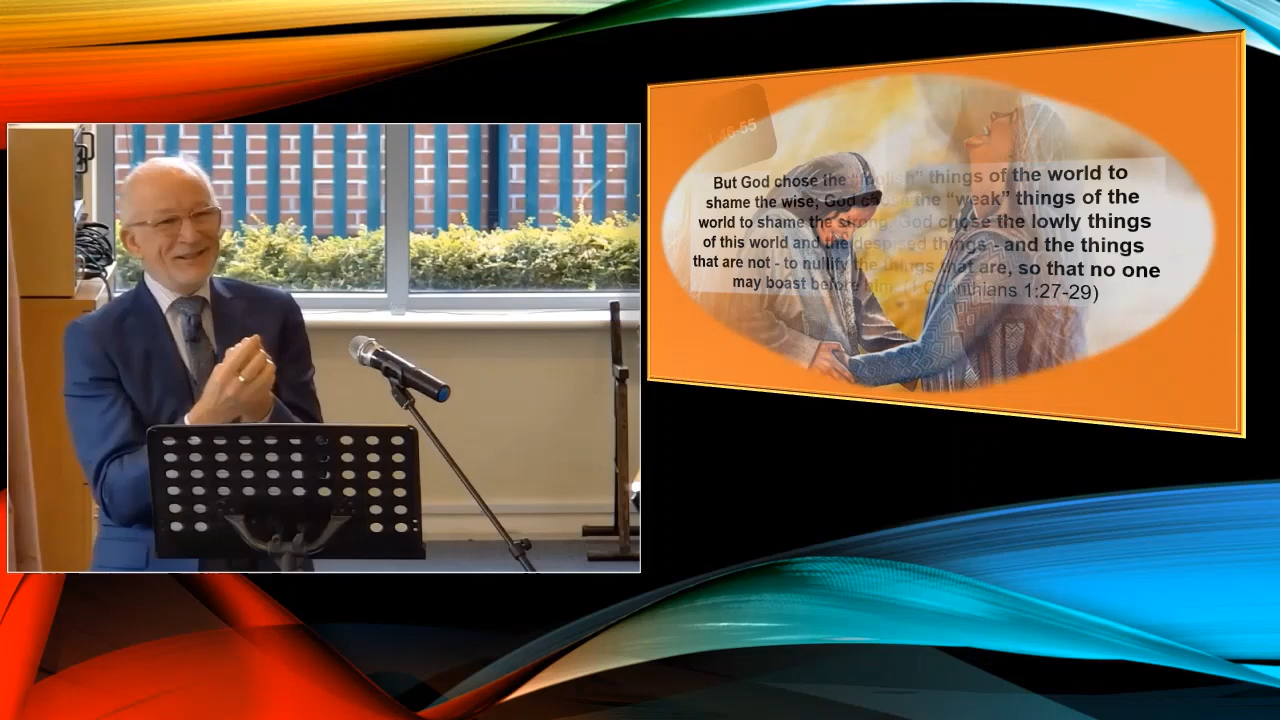 :46-55
But God chose the “foolish” things of the world to
shame the wise; God chose the “weak” things of the
world to shame the strong. God chose the lowly things
of this world and the despised things - and the things
that are not - to nullify the things that are, so that no one
may boast before him. (1 Corinthians 1:27-29)